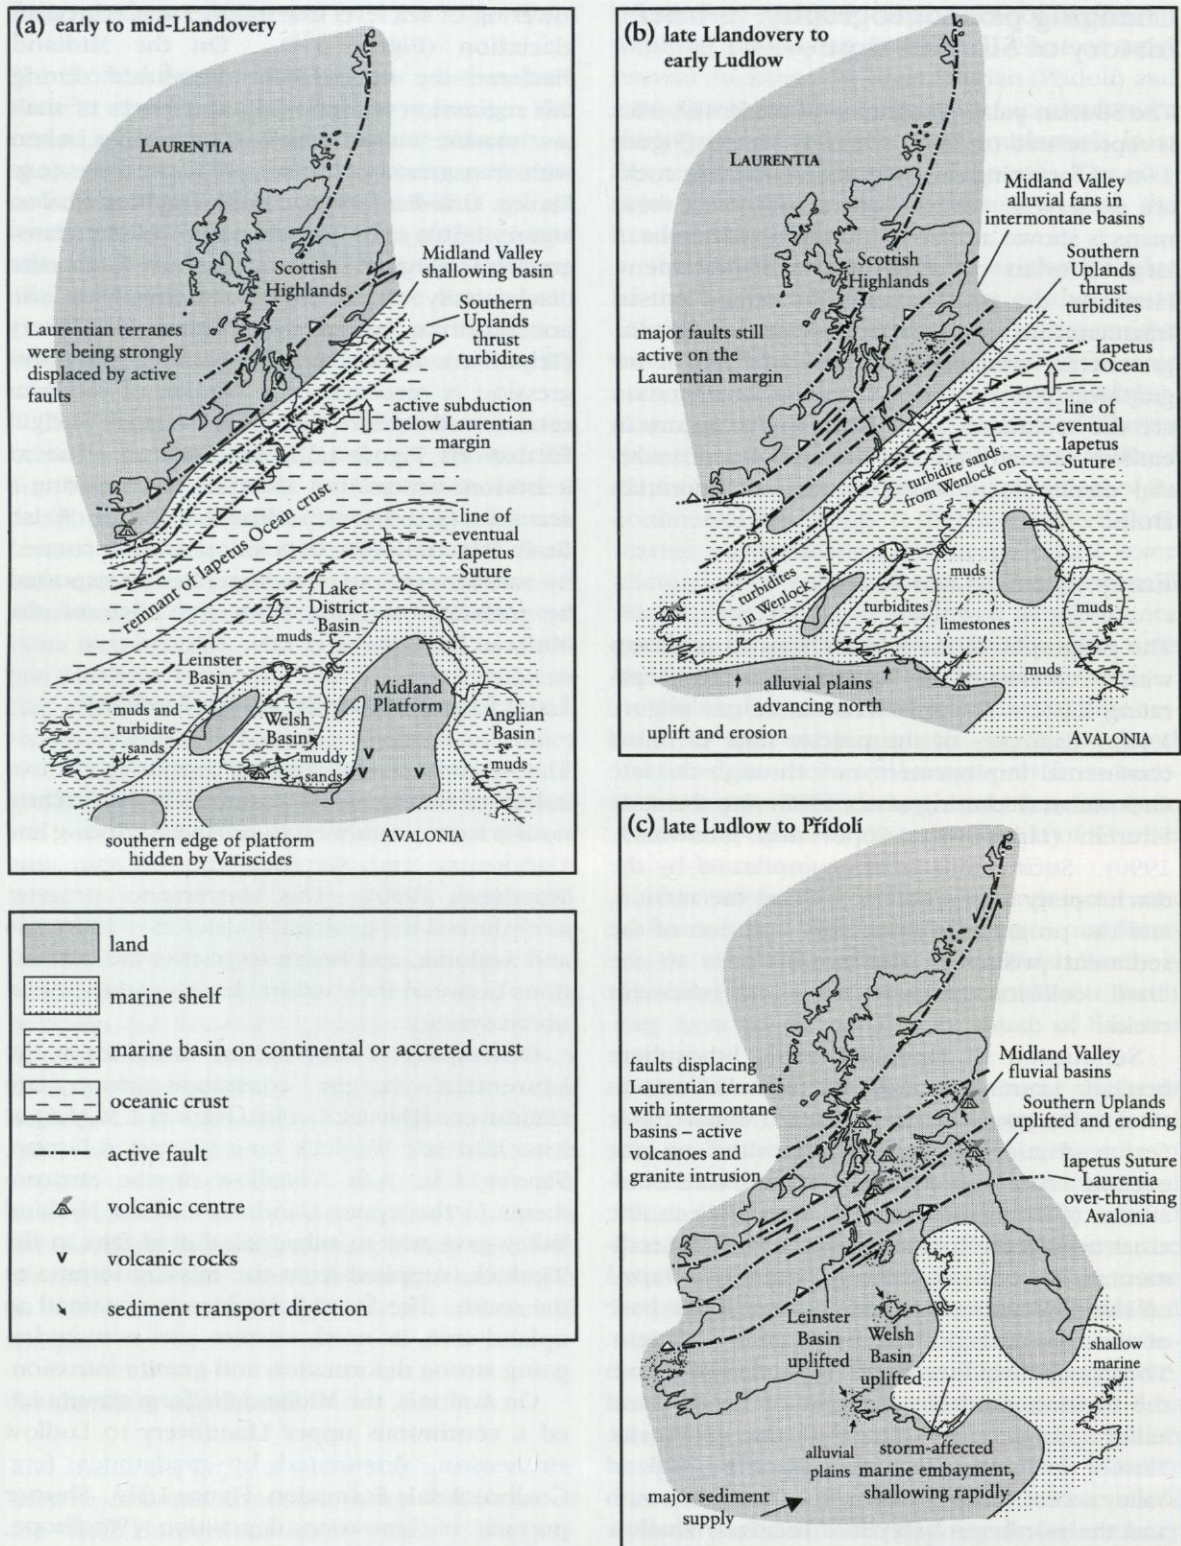 (a) early to mid-Llandovery
LAURENTIA
Scottish
Highlands
Midland Valley
shallowing basin
Southern
Uplands
thrust
turbidites
Laurentian terranes
were being strongly
displaced by active
faults
active subduction
below Laurentian
margin
remnant of Iapetus Ocean crust
line of
eventual
Iapetus
Suture
Lake
District
Basin
muds
Leinster
Basin
muds and
turbidite
sands
Welsh
Basin
muddy
sands
Midland
Platform
Anglian
Basin
muds
AVALONIA
southern edge of platform
hidden by Variscides
land
marine shelf
marine basin on continental or accreted crust
oceanic crust
active fault
volcanic centre
volcanic rocks
sediment transport direction
(b) late Llandovery to
early Ludlow
LAURENTIA
Midland Valley
alluvial fans in
intermontane basins
Scottish
Highlands
Southern
Uplands
thrust
turbidites
major faults still
active on the
Laurentian margin
Iapetus
Ocean
line of
eventual
Iapetus
Suture
turbidite sands
from Wenlock on
turbidites
in Wenlock
turbidites
muds
limestones
muds
muds
alluvial plains
advancing north
uplift and erosion
AVALONIA
(c) late Ludlow to Přídolí
faults displacing
Laurentian terranes
with intermontane
basins – active
volcanoes and
granite intrusion
Midland Valley
fluvial basins
Southern Uplands
uplifted and eroding
Iapetus Suture
Laurentia
over-thrusting
Avalonia
Leinster
Basin
uplifted
Welsh
Basin
uplifted
shallow
marine
alluvial
plains
storm-affected
marine embayment,
shallowing rapidly
major sediment
supply